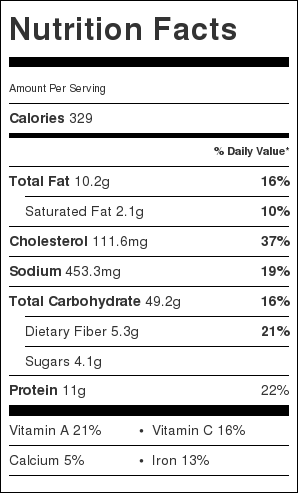 Nutrition Facts
Amount Per Serving
Calories 329
% Daily Value*
Total Fat 10.2g 16%
Saturated Fat 2.1g 10%
Cholesterol 111.6mg 37%
Sodium 453.3mg 19%
Total Carbohydrate 49.2g 16%
Dietary Fiber 5.3g 21%
Sugars 4.1g
Protein 11g 22%
Vitamin A 21% • Vitamin C 16%
Calcium 5% • Iron 13%